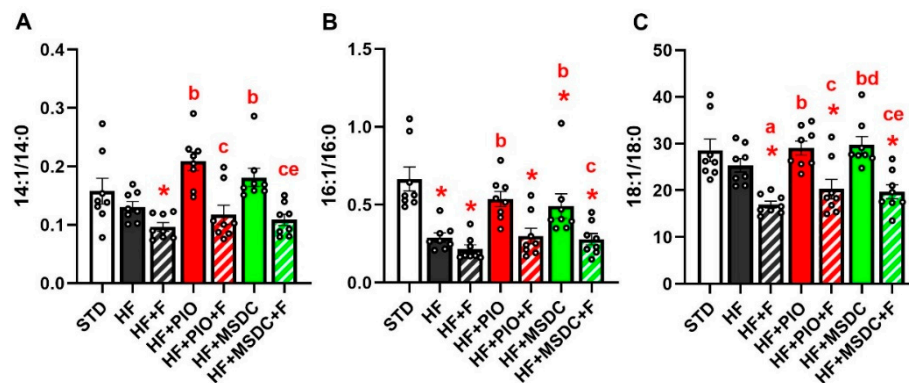 A
14:1/14:0
0.4
0.3
0.2
0.1
0.0
*
b
c
b
ce
STD
HF
HF+F
HF+PIO
HF+PIO+F
HF+MSDC
HF+MSDC+F
B
16:1/16:0
1.5
1.0
0.5
0.0
*
*
b
*
b
*
c
*
STD
HF
HF+F
HF+PIO
HF+PIO+F
HF+MSDC
HF+MSDC+F
C
18:1/18:0
50
40
30
20
10
0
a
*
b
c
*
bd
ce
*
STD
HF
HF+F
HF+PIO
HF+PIO+F
HF+MSDC
HF+MSDC+F